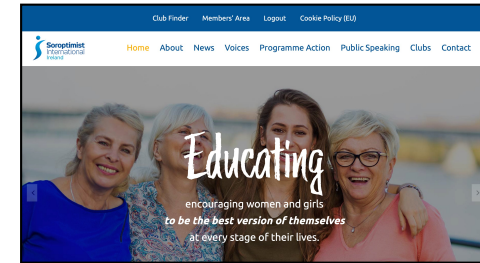 Club Finder Members' Area Logout Cookie Policy (EU)
Soroptimist
International
Ireland
Home About News Voices Programme Action Public Speaking Clubs Contact
Educating
encouraging women and girls
to be the best version of themselves
at every stage of their lives.